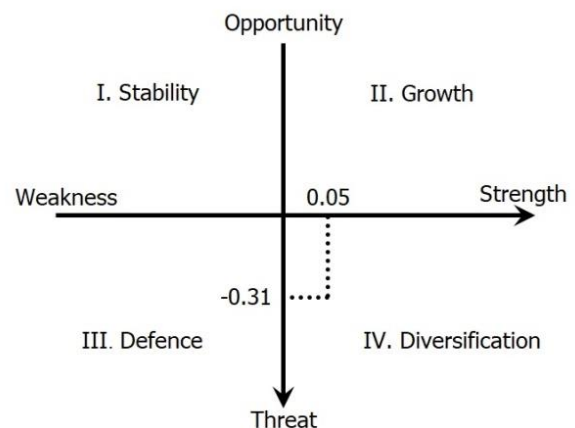 Opportunity
I. Stability
II. Growth
Weakness
0.05
Strength
-0.31
III. Defence
IV. Diversification
Threat